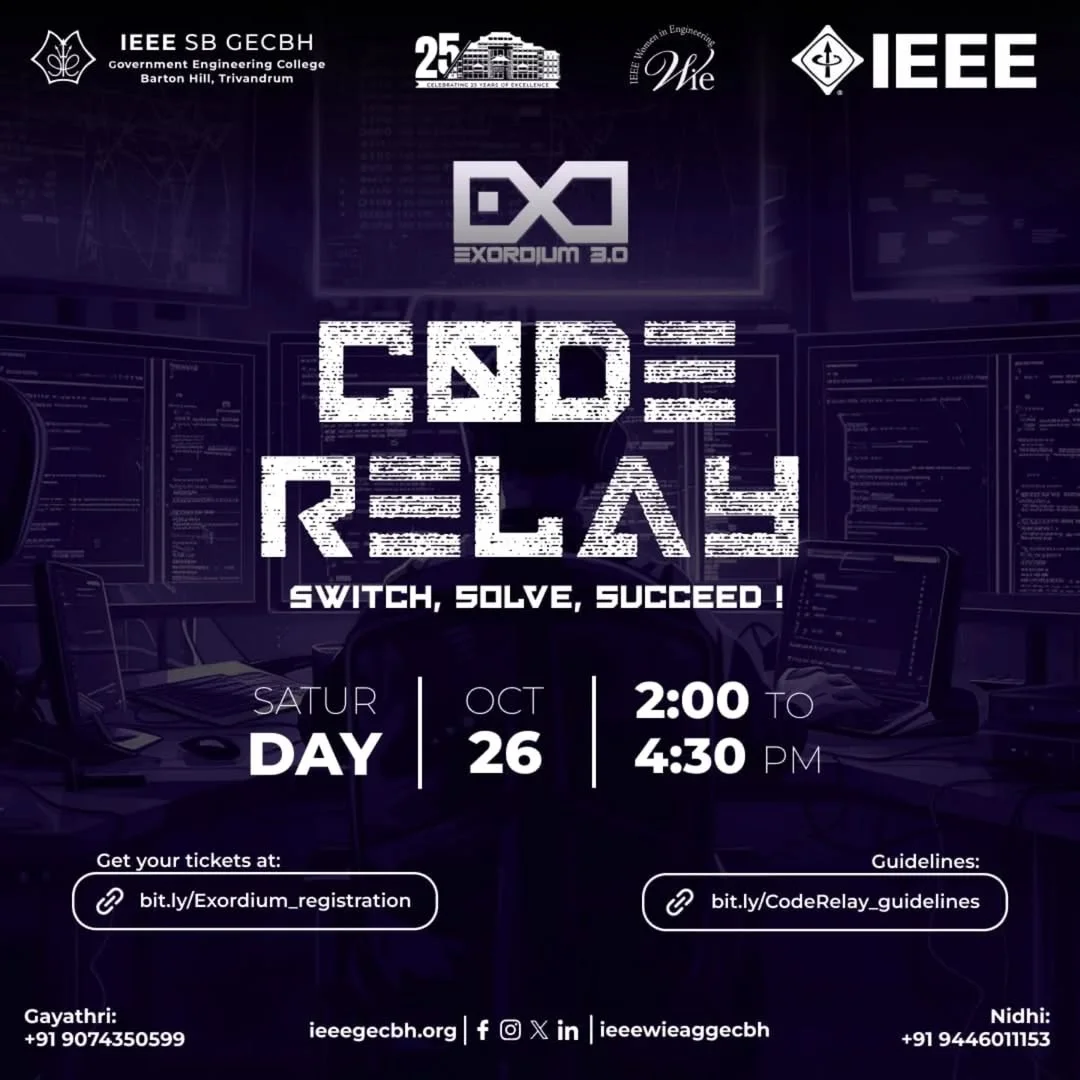 IEEE SB GECBH
Government Engineering College
Barton Hill, Trivandrum
25
CELEBRATING 25 YEARS OF EXCELLENCE
IEEE Women in Engineering
WIE
IEEE
EXO
EXORDIUM 3.0
CODE
RELAY
SWITCH, SOLVE, SUCCEED !
SATUR
DAY
OCT
26
2:00 TO
4:30 PM
Get your tickets at:
bit.ly/Exordium_registration
Guidelines:
bit.ly/CodeRelay_guidelines
Gayathri:
+91 9074350599
ieeegecbh.org
ieeewieaggecbh
Nidhi:
+91 9446011153